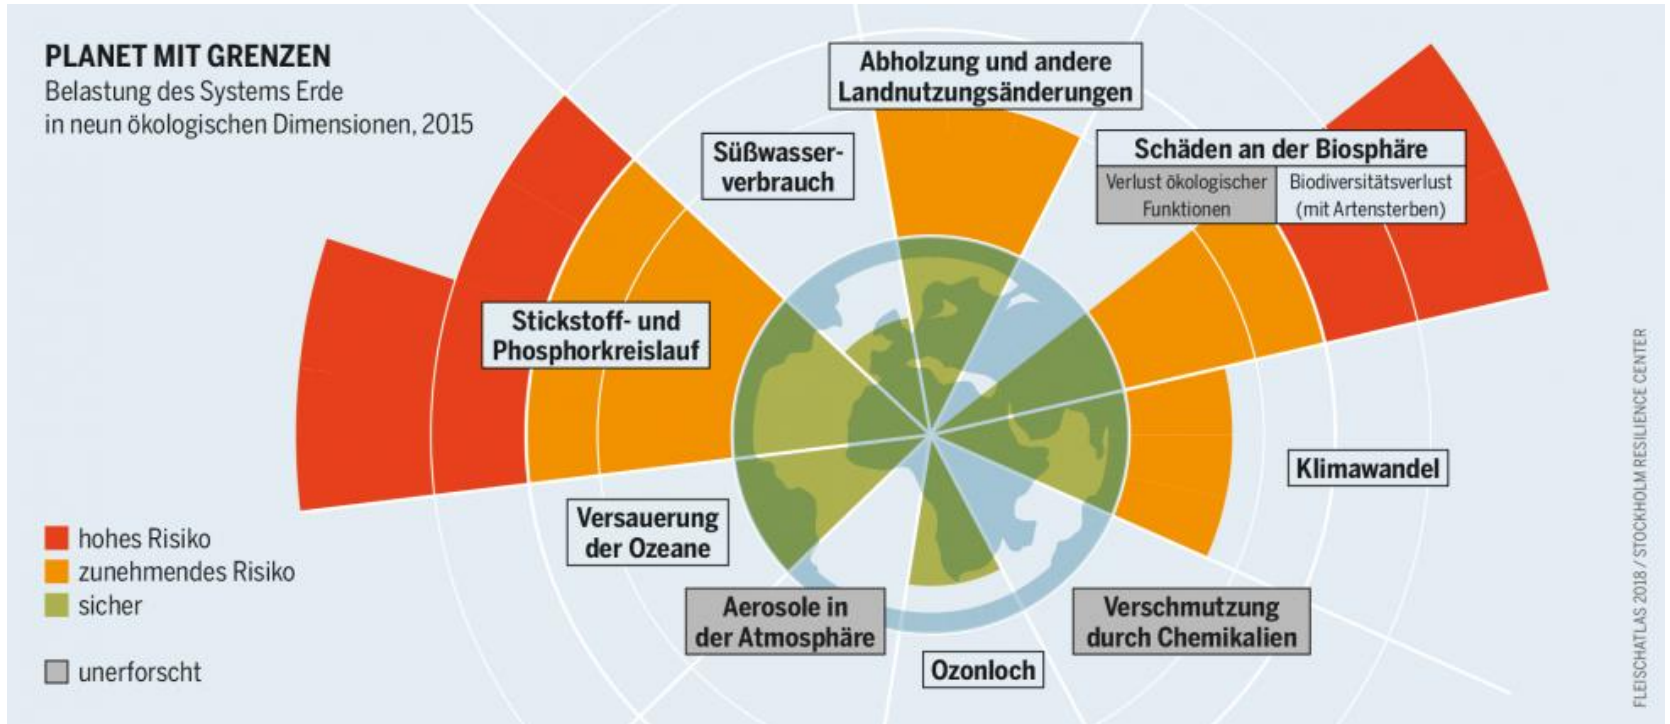 PLANET MIT GRENZEN
Belastung des Systems Erde
in neun ökologischen Dimensionen, 2015
Abholzung und andere
Landnutzungsänderungen
Süßwasser-
verbrauch
Schäden an der Biosphäre
Verlust ökologischer
Funktionen
Biodiversitätsverlust
(mit Artensterben)
Stickstoff- und
Phosphorkreislauf
Klimawandel
Versauerung
der Ozeane
Aerosole in
der Atmosphäre
Verschmutzung
durch Chemikalien
Ozonloch
hohes Risiko
zunehmendes Risiko
sicher
unerforscht
FLEISCHATLAS 2018 / STOCKHOLM RESILIENCE CENTER